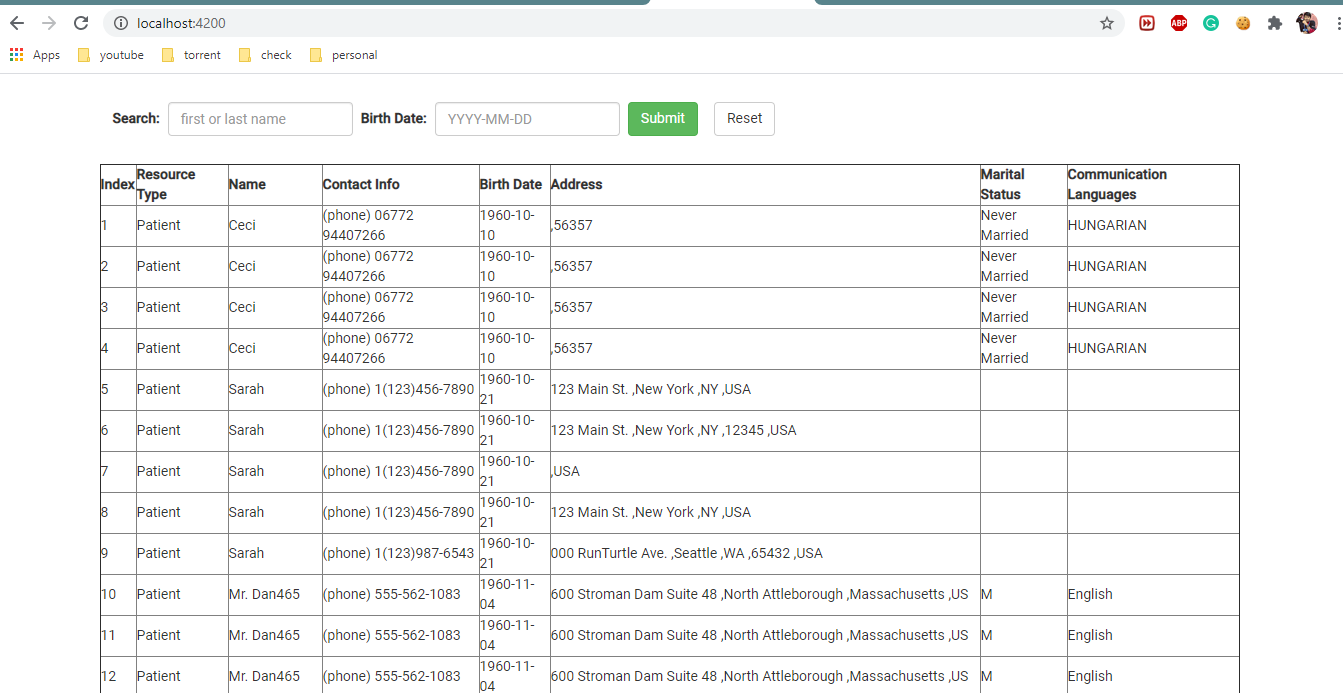 localhost:4200
ABP
Apps youtube torrent check personal
Search: first or last name Birth Date: YYYY-MM-DD Submit Reset
Index Resource Type Name Contact Info Birth Date Address Marital Status Communication Languages
1 Patient Ceci (phone) 06772 94407266 1960-10-10 ,56357 Never Married HUNGARIAN
2 Patient Ceci (phone) 06772 94407266 1960-10-10 ,56357 Never Married HUNGARIAN
3 Patient Ceci (phone) 06772 94407266 1960-10-10 ,56357 Never Married HUNGARIAN
4 Patient Ceci (phone) 06772 94407266 1960-10-10 ,56357 Never Married HUNGARIAN
5 Patient Sarah (phone) 1(123)456-7890 1960-10-21 123 Main St. ,New York ,NY ,USA
6 Patient Sarah (phone) 1(123)456-7890 1960-10-21 123 Main St. ,New York ,NY ,12345 ,USA
7 Patient Sarah (phone) 1(123)456-7890 1960-10-21 ,USA
8 Patient Sarah (phone) 1(123)456-7890 1960-10-21 123 Main St. ,New York ,NY ,USA
9 Patient Sarah (phone) 1(123)987-6543 1960-10-21 000 RunTurtle Ave. ,Seattle ,WA ,65432 ,USA
10 Patient Mr. Dan465 (phone) 555-562-1083 1960-11-04 600 Stroman Dam Suite 48 ,North Attleborough ,Massachusetts ,US M English
11 Patient Mr. Dan465 (phone) 555-562-1083 1960-11-04 600 Stroman Dam Suite 48 ,North Attleborough ,Massachusetts ,US M English
12 Patient Mr. Dan465 (phone) 555-562-1083 1960-11-04 600 Stroman Dam Suite 48 ,North Attleborough ,Massachusetts ,US M English